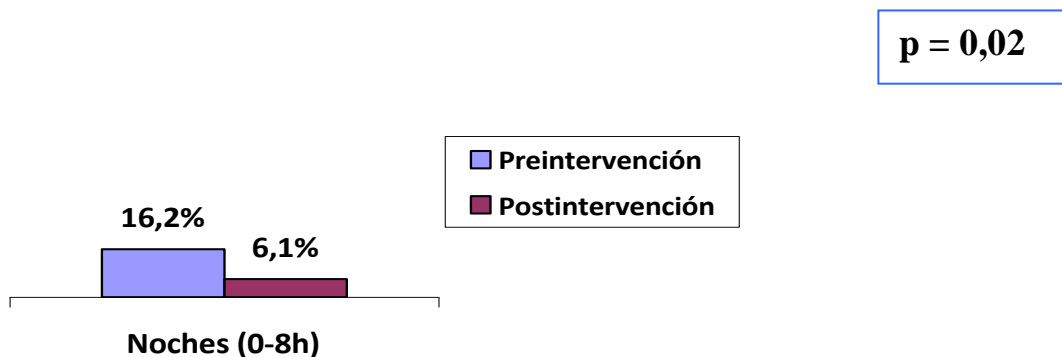 p = 0,02
Preintervención
Postintervención
16,2%
6,1%
Noches (0-8h)